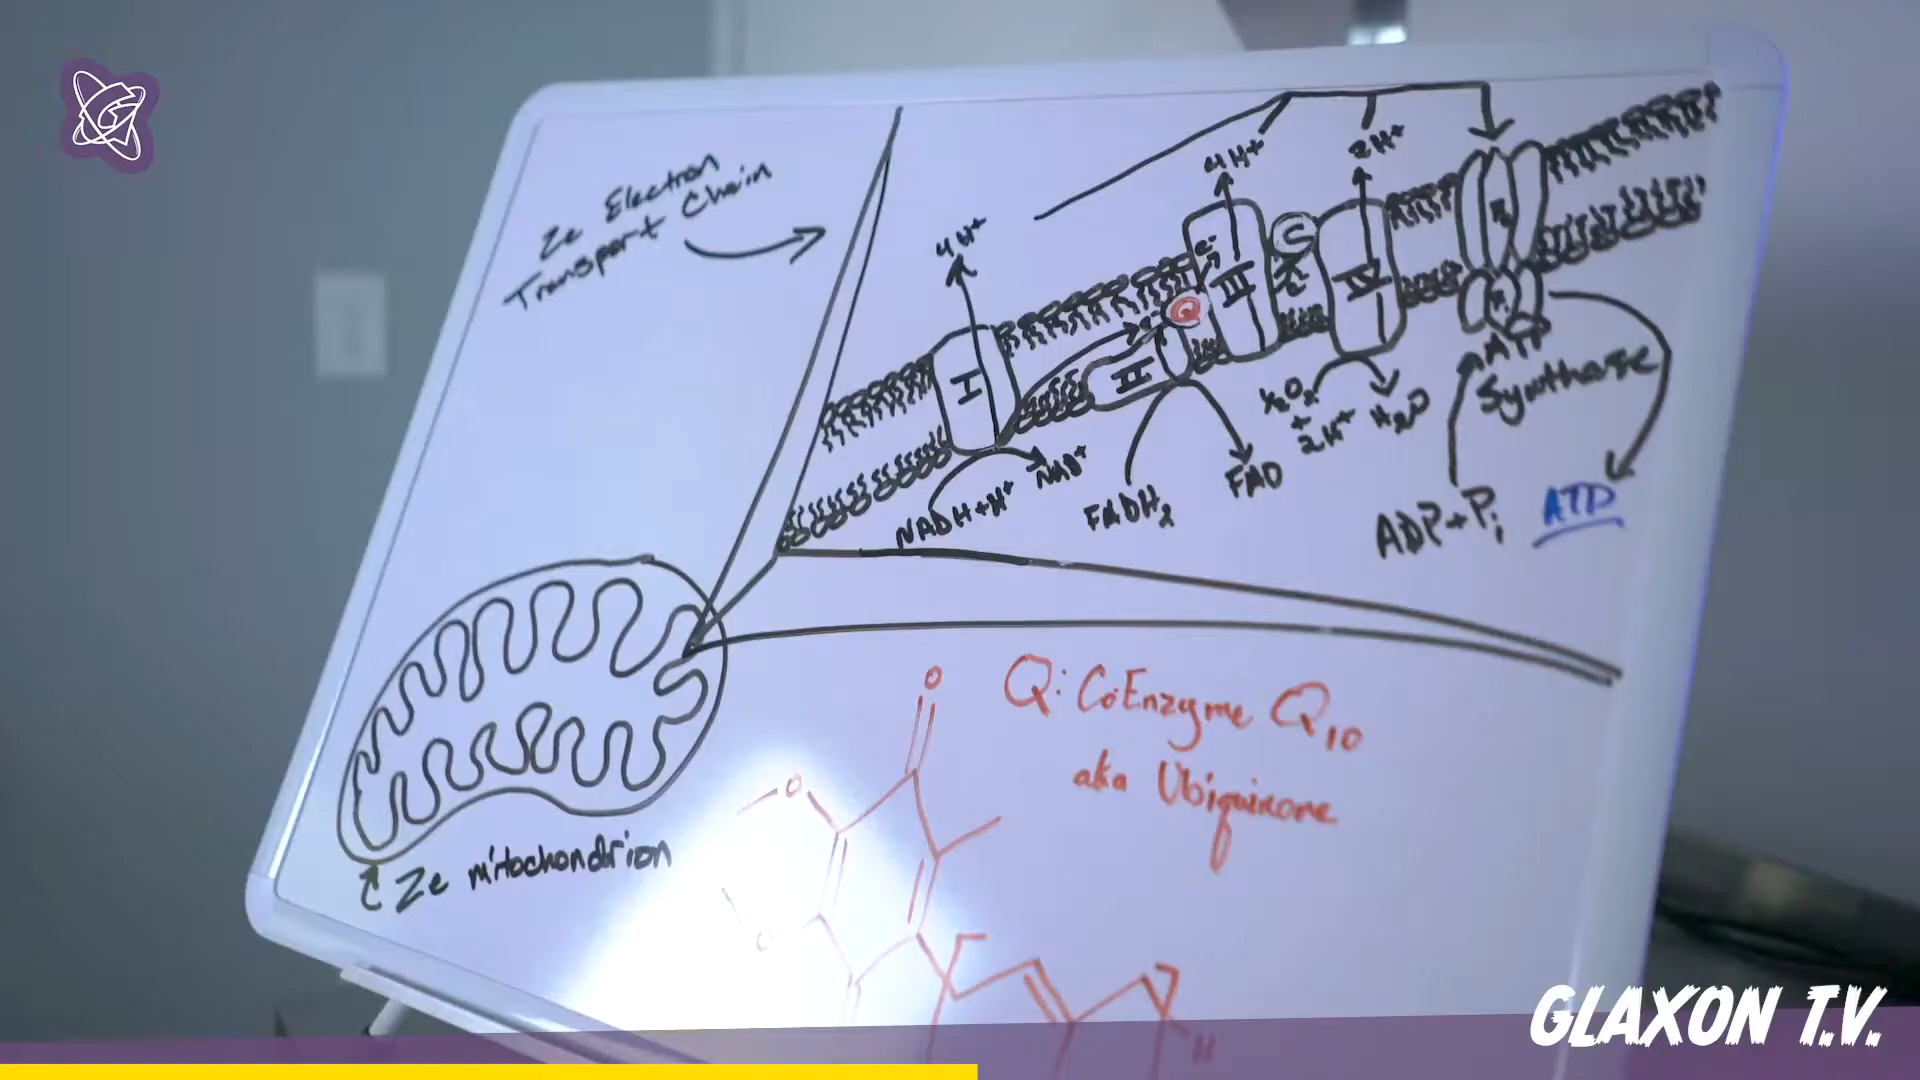 Ze Electron
Transport Chain
4H+
4H+
2H+
I
II
Q
III
C
IV
e-
e-
NADH+H+
NAD+
FADH2
FAD
½O2
+
2H+
H2O
ATP
Synthase
ADP+Pi
ATP
Ze mitochondrion
Q: CoEnzyme Q10
aka Ubiquinone
O
O
O
H
GLAXON T.V.